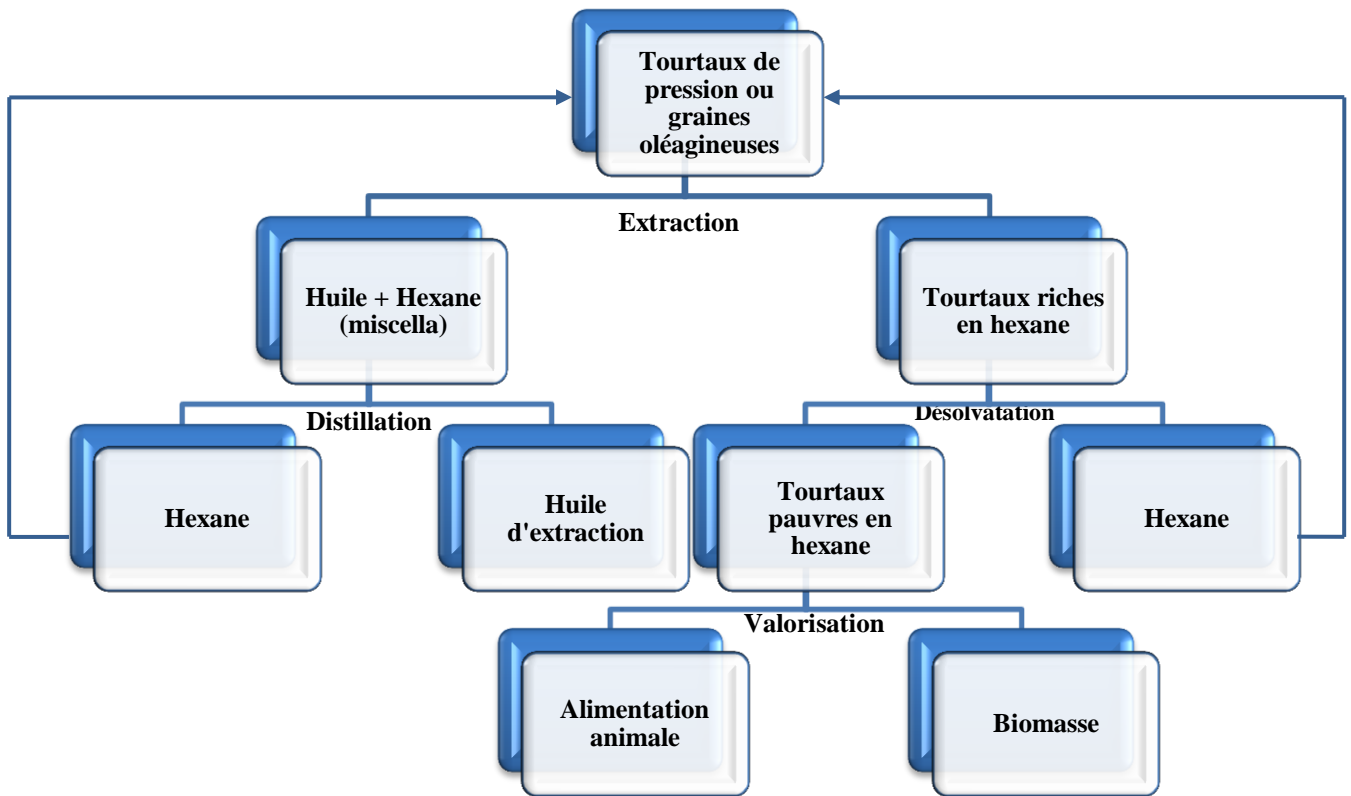 Tourtaux de
pression ou
graines
oléagineuses
Extraction
Huile + Hexane
(miscella)
Tourtaux riches
en hexane
Distillation
Désolvatation
Hexane
Huile
d'extraction
Tourtaux
pauvres en
hexane
Hexane
Valorisation
Alimentation
animale
Biomasse